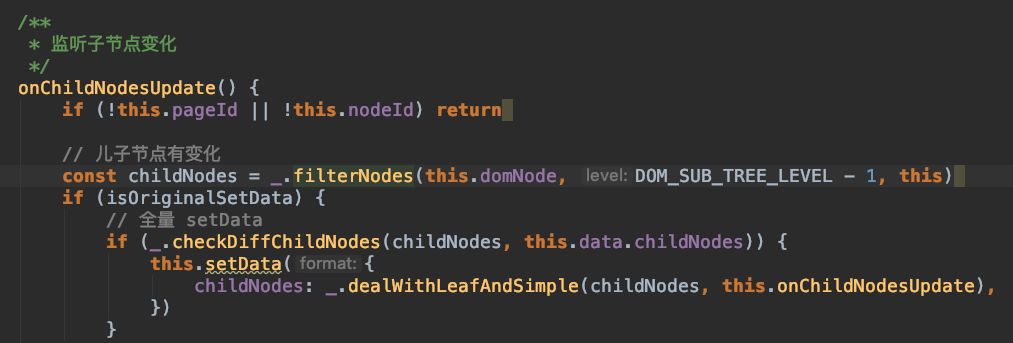 /**
 * 监听子节点变化
 */
onChildNodesUpdate() {
    if (!this.pageId || !this.nodeId) return

    // 儿子节点有变化
    const childNodes = _.filterNodes(this.domNode, level: DOM_SUB_TREE_LEVEL - 1, this)
    if (isOriginalSetData) {
        // 全量 setData
        if (_.checkDiffChildNodes(childNodes, this.data.childNodes)) {
            this.setData( format: {
                childNodes: _.dealWithLeafAndSimple(childNodes, this.onChildNodesUpdate),
            })
        }